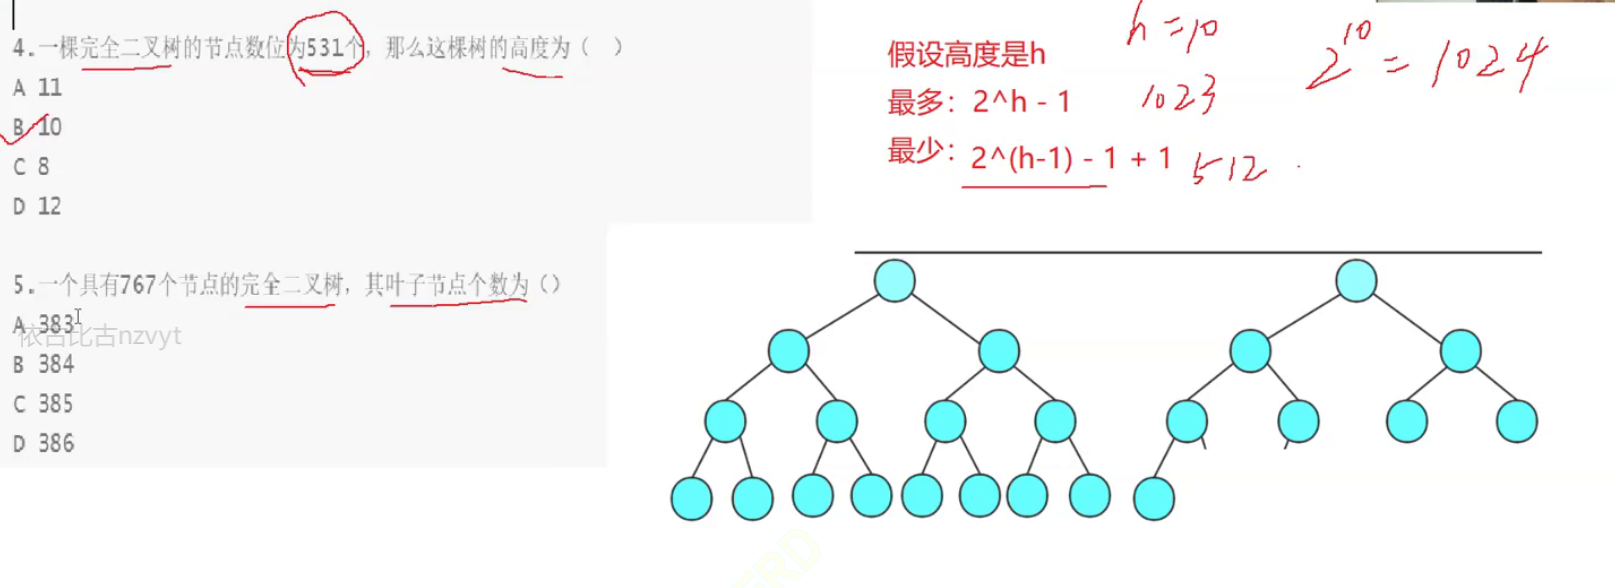 4.一棵完全二叉树的节点数位为531个，那么这棵树的高度为（ ）
A 11
B 10
C 8
D 12
5.一个具有767个节点的完全二叉树，其叶子节点个数为（）
A 383
依古比古nzvyt
B 384
C 385
D 386
假设高度是h
最多：2^h - 1
最少：2^(h-1) - 1 + 1
h=10
1023
512
2^10 = 1024